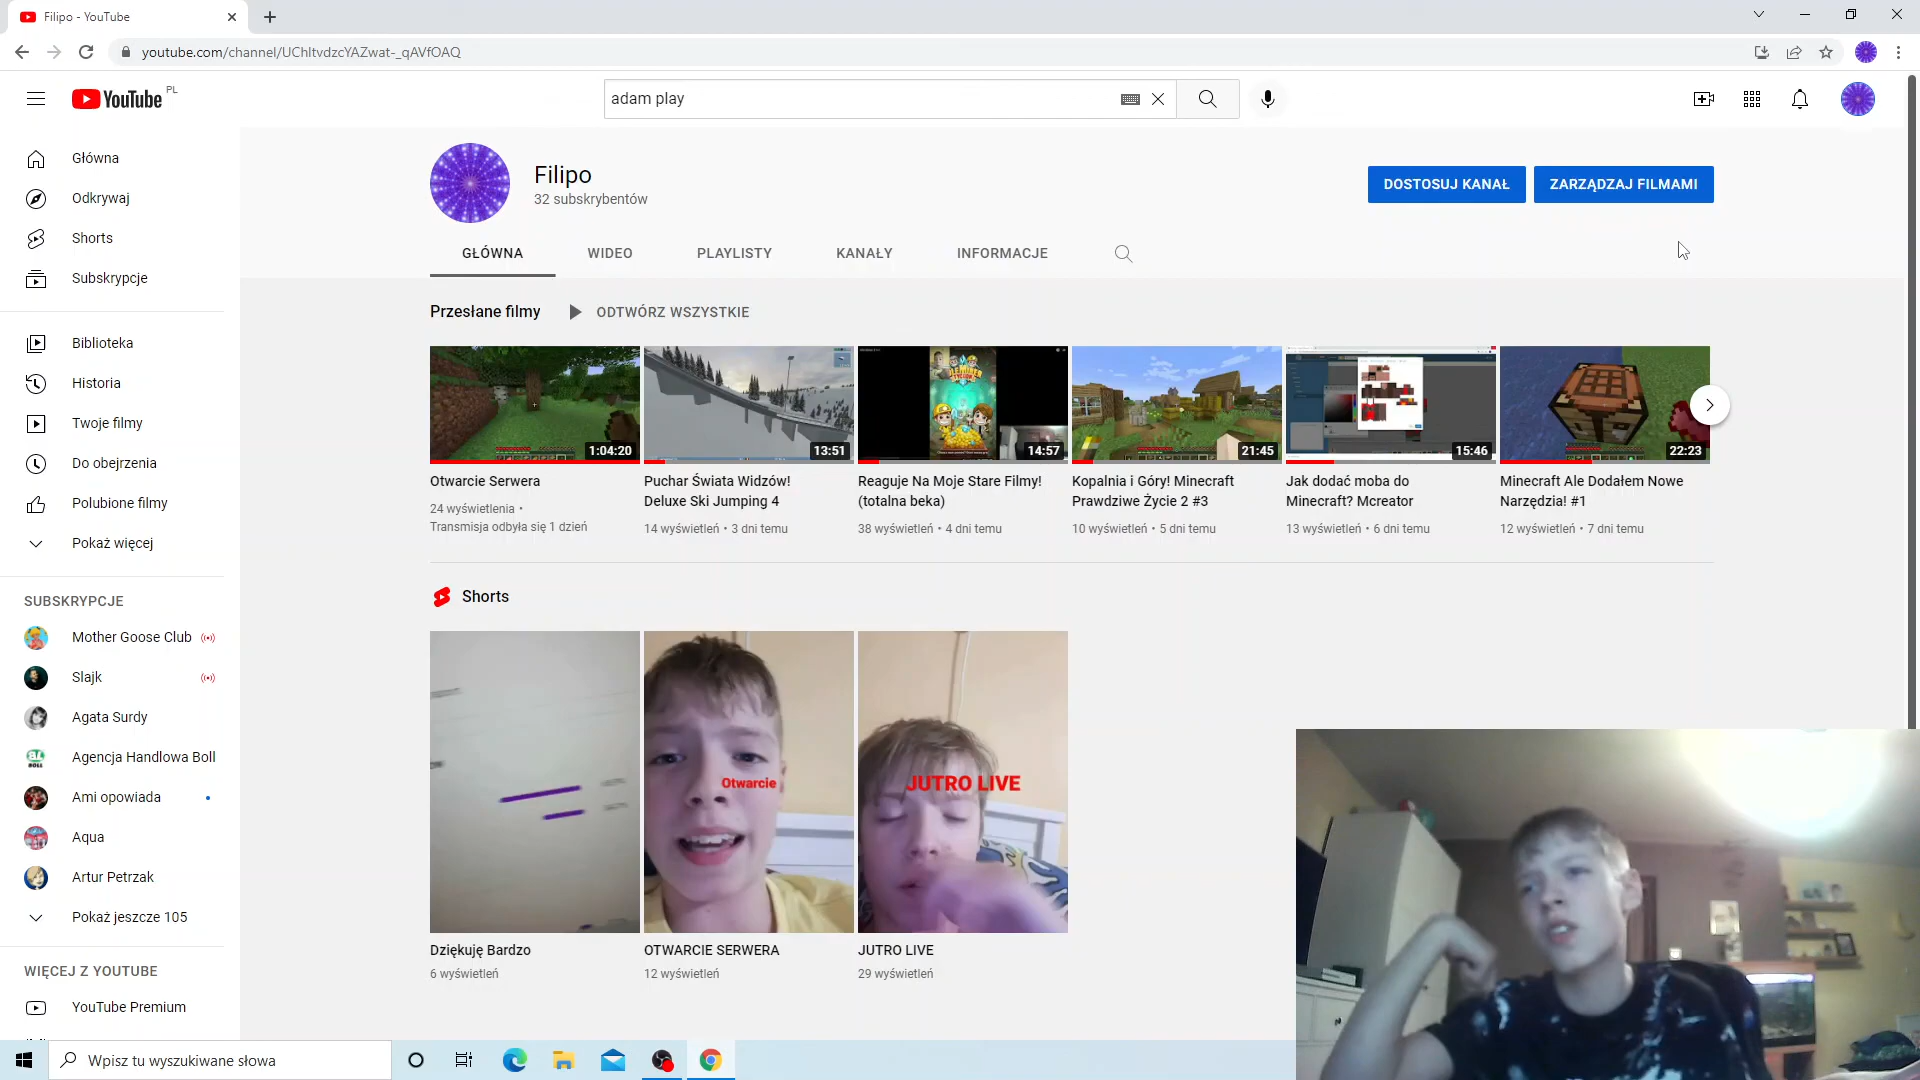 Filipo - YouTube
youtube.com/channel/UChItvdzcYAZwat-_qAVfOAQ
YouTube PL
adam play
Główna
Odkrywaj
Shorts
Subskrypcje
Biblioteka
Historia
Twoje filmy
Do obejrzenia
Polubione filmy
Pokaż więcej
SUBSKRYPCJE
Mother Goose Club
Slajk
Agata Surdy
Agencja Handlowa Boll
Ami opowiada
Aqua
Artur Petrzak
Pokaż jeszcze 105
WIĘCEJ Z YOUTUBE
YouTube Premium
Filipo
32 subskrybentów
DOSTOSUJ KANAŁ
ZARZĄDZAJ FILMAMI
GŁÓWNA
WIDEO
PLAYLISTY
KANAŁY
INFORMACJE
Przesłane filmy
ODTWÓRZ WSZYSTKIE
1:04:20
Otwarcie Serwera
24 wyświetlenia •
Transmisja odbyła się 1 dzień
13:51
Puchar Świata Widzów!
Deluxe Ski Jumping 4
14 wyświetleń • 3 dni temu
14:57
Reaguje Na Moje Stare Filmy!
(totalna beka)
38 wyświetleń • 4 dni temu
21:45
Kopalnia i Góry! Minecraft
Prawdziwe Życie 2 #3
10 wyświetleń • 5 dni temu
15:46
Jak dodać moba do
Minecraft? Mcreator
13 wyświetleń • 6 dni temu
22:23
Minecraft Ale Dodałem Nowe
Narzędzia! #1
12 wyświetleń • 7 dni temu
Shorts
Dziękuję Bardzo
6 wyświetleń
Otwarcie
OTWARCIE SERWERA
12 wyświetleń
JUTRO LIVE
JUTRO LIVE
29 wyświetleń
Wpisz tu wyszukiwane słowa